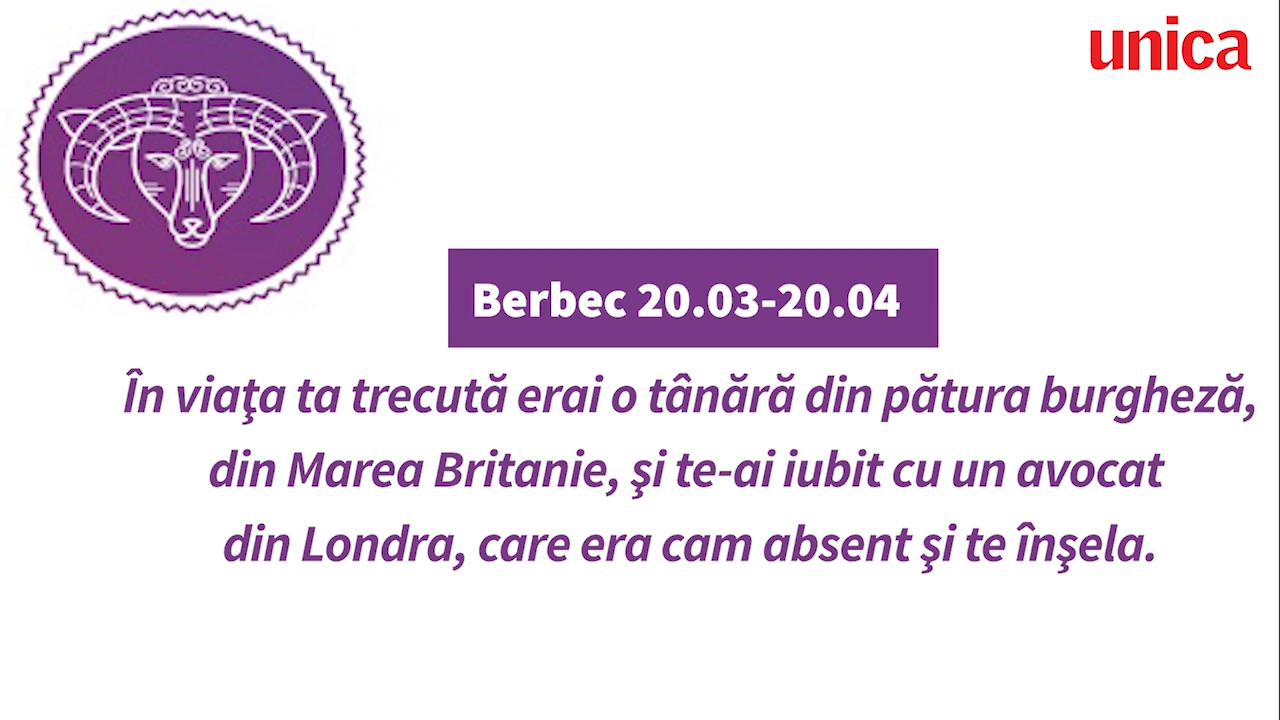 unica
Berbec 20.03-20.04
În viaţa ta trecută erai o tânără din pătura burgheză,
din Marea Britanie, şi te-ai iubit cu un avocat
din Londra, care era cam absent şi te înşela.